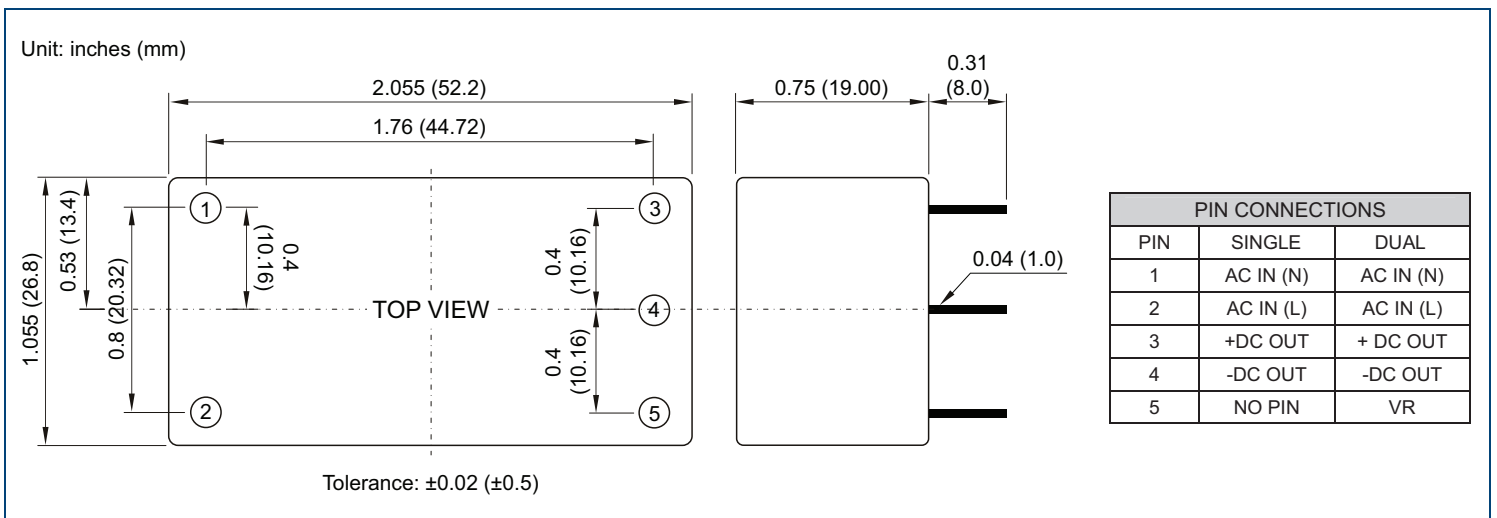 Unit: inches (mm)
2.055 (52.2)
1.76 (44.72)
0.75 (19.00)
0.31
(8.0)
1.055 (26.8)
0.53 (13.4)
0.8 (20.32)
1
0.4
(10.16)
3
0.4
(10.16)
TOP VIEW
4
0.4
(10.16)
2
5
0.04 (1.0)
Tolerance: ±0.02 (±0.5)
PIN CONNECTIONS
PIN SINGLE DUAL
1 AC IN (N) AC IN (N)
2 AC IN (L) AC IN (L)
3 +DC OUT + DC OUT
4 -DC OUT -DC OUT
5 NO PIN VR